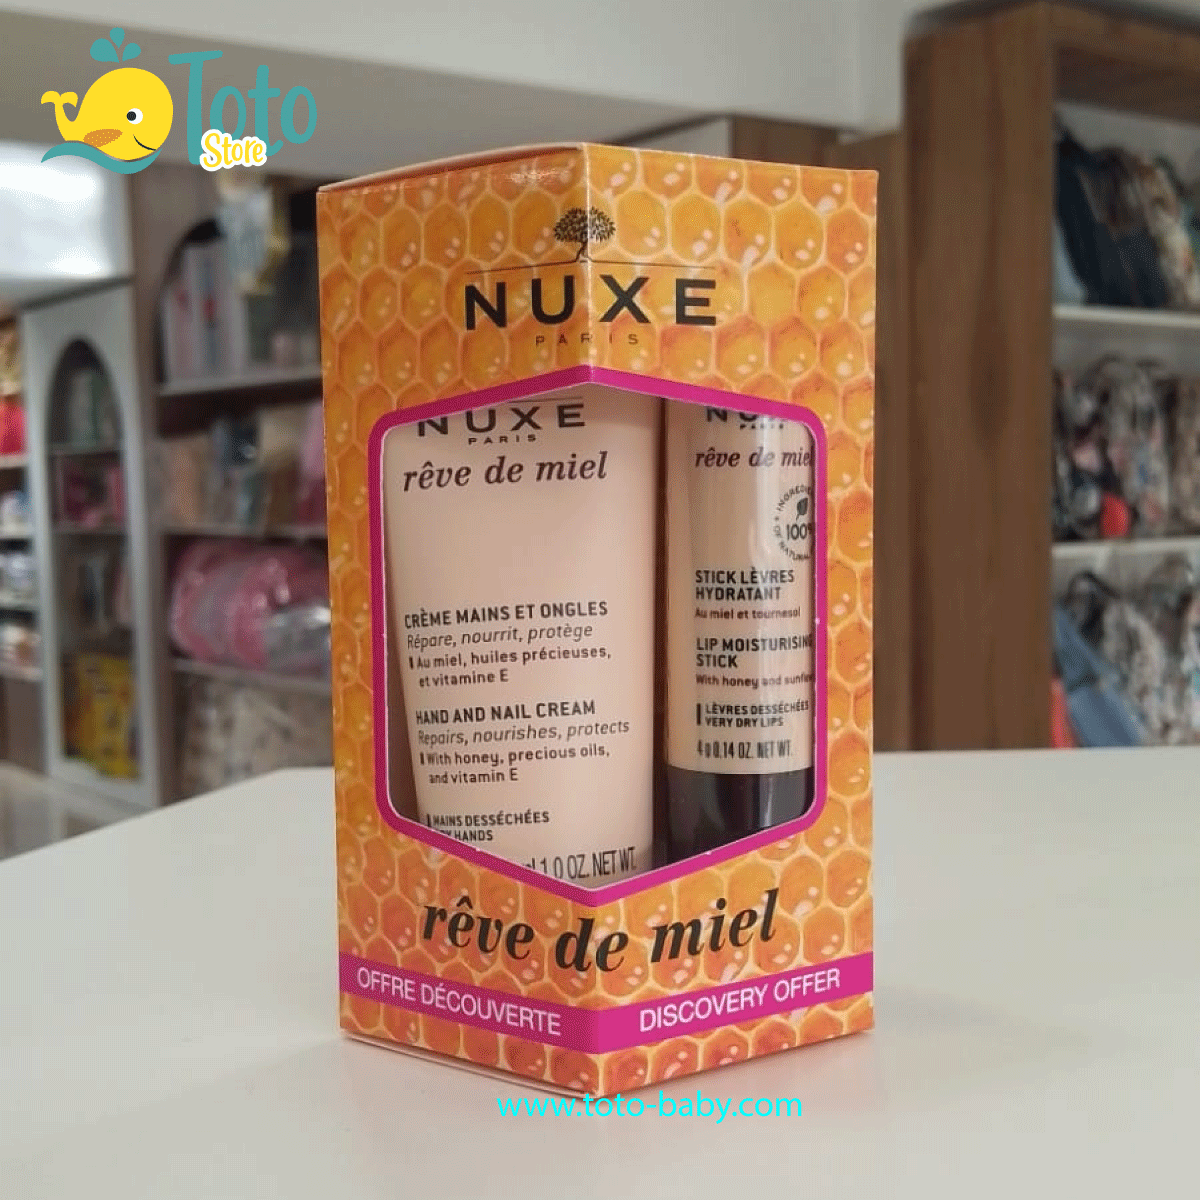 Toto
Store
NUXE
PARIS
NUXE
PARIS
rêve de miel
CRÈME MAINS ET ONGLES
Répare, nourrit, protège
Au miel, huiles précieuses,
et vitamine E
HAND AND NAIL CREAM
Repairs, nourishes, protects
With honey, precious oils,
and vitamin E
MAINS DESSÉCHÉES
HANDS
1.0 OZ. NET WT.
rêve de miel
100%
NATURAL
STICK LÈVRES
HYDRATANT
Au miel et tournesol
LIP MOISTURISING
STICK
With honey and
LÈVRES DESSÉCHÉES
VERY DRY LIPS
4 g 0.14 OZ. NET WT.
rêve de miel
OFFRE DÉCOUVERTE
DISCOVERY OFFER
www.toto-baby.com